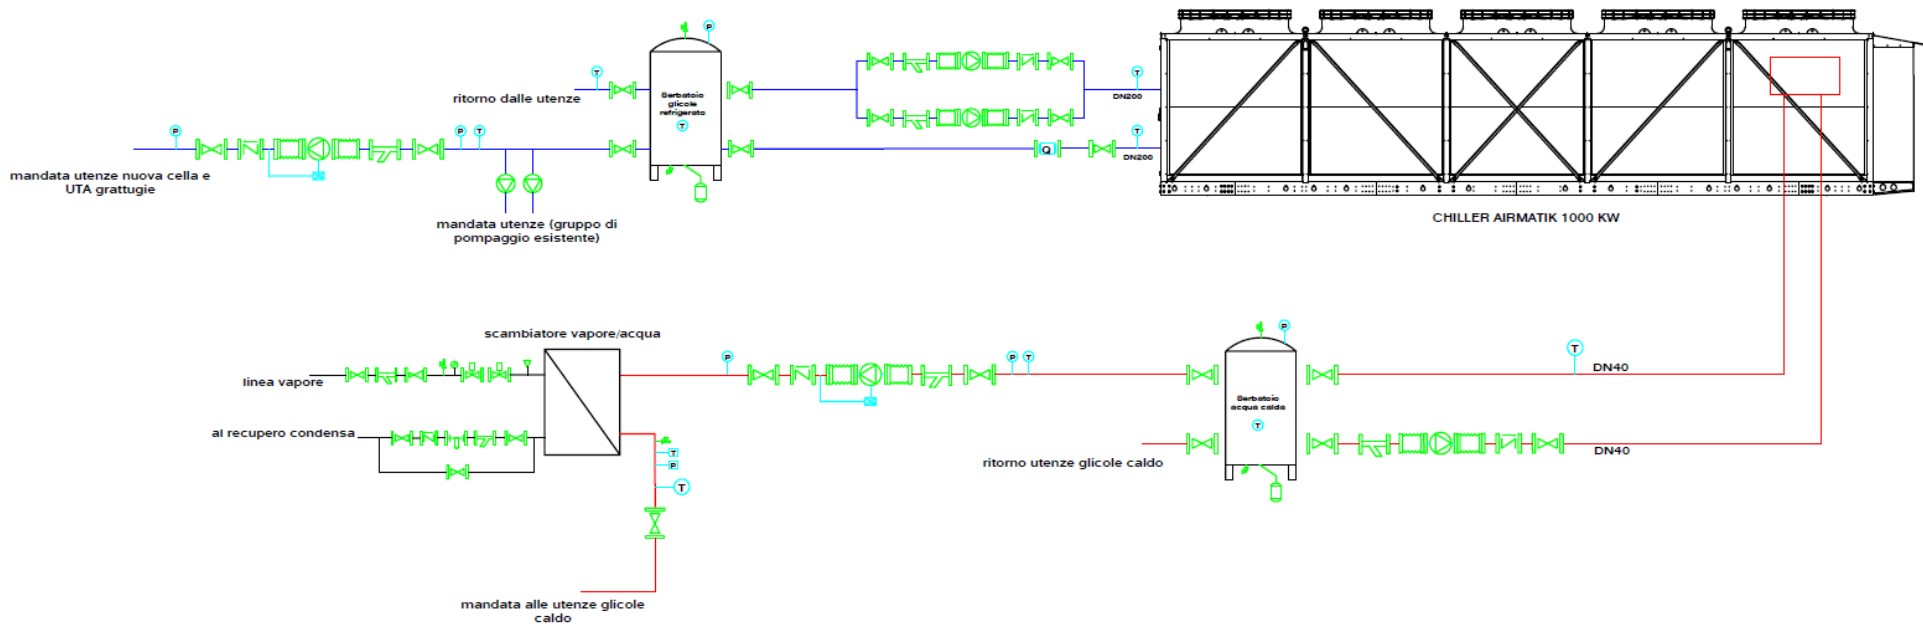 P
T
P
T
ritorno dalle utenze
Serbatoio
glicole
refrigerato
T
DN200
P
P
T
T
Q
DN200
mandata utenze nuova cella e
UTA grattugie
mandata utenze (gruppo di
pompaggio esistente)
CHILLER AIRMATIK 1000 KW
scambiatore vapore/acqua
P
P
P
T
T
linea vapore
DN40
Serbatoio
acqua calda
T
al recupero condensa
ritorno utenze glicole caldo
DN40
T
P
T
mandata alle utenze glicole
caldo